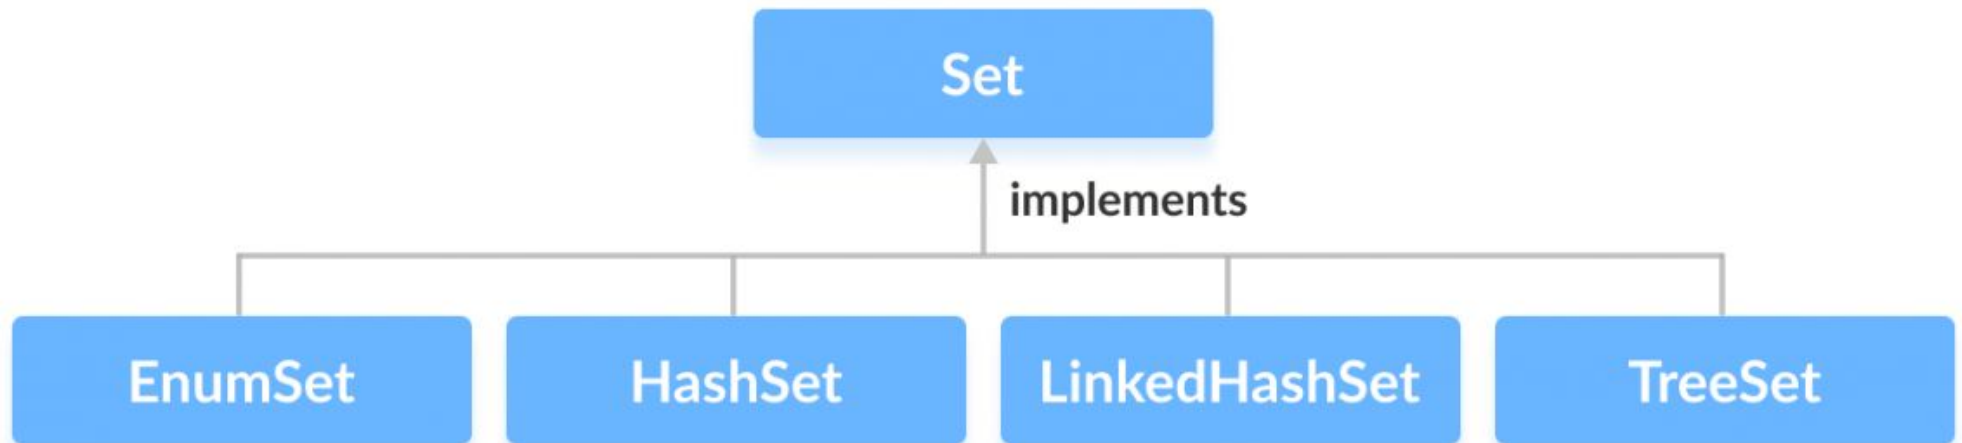 Set
implements
EnumSet
HashSet
LinkedHashSet
TreeSet